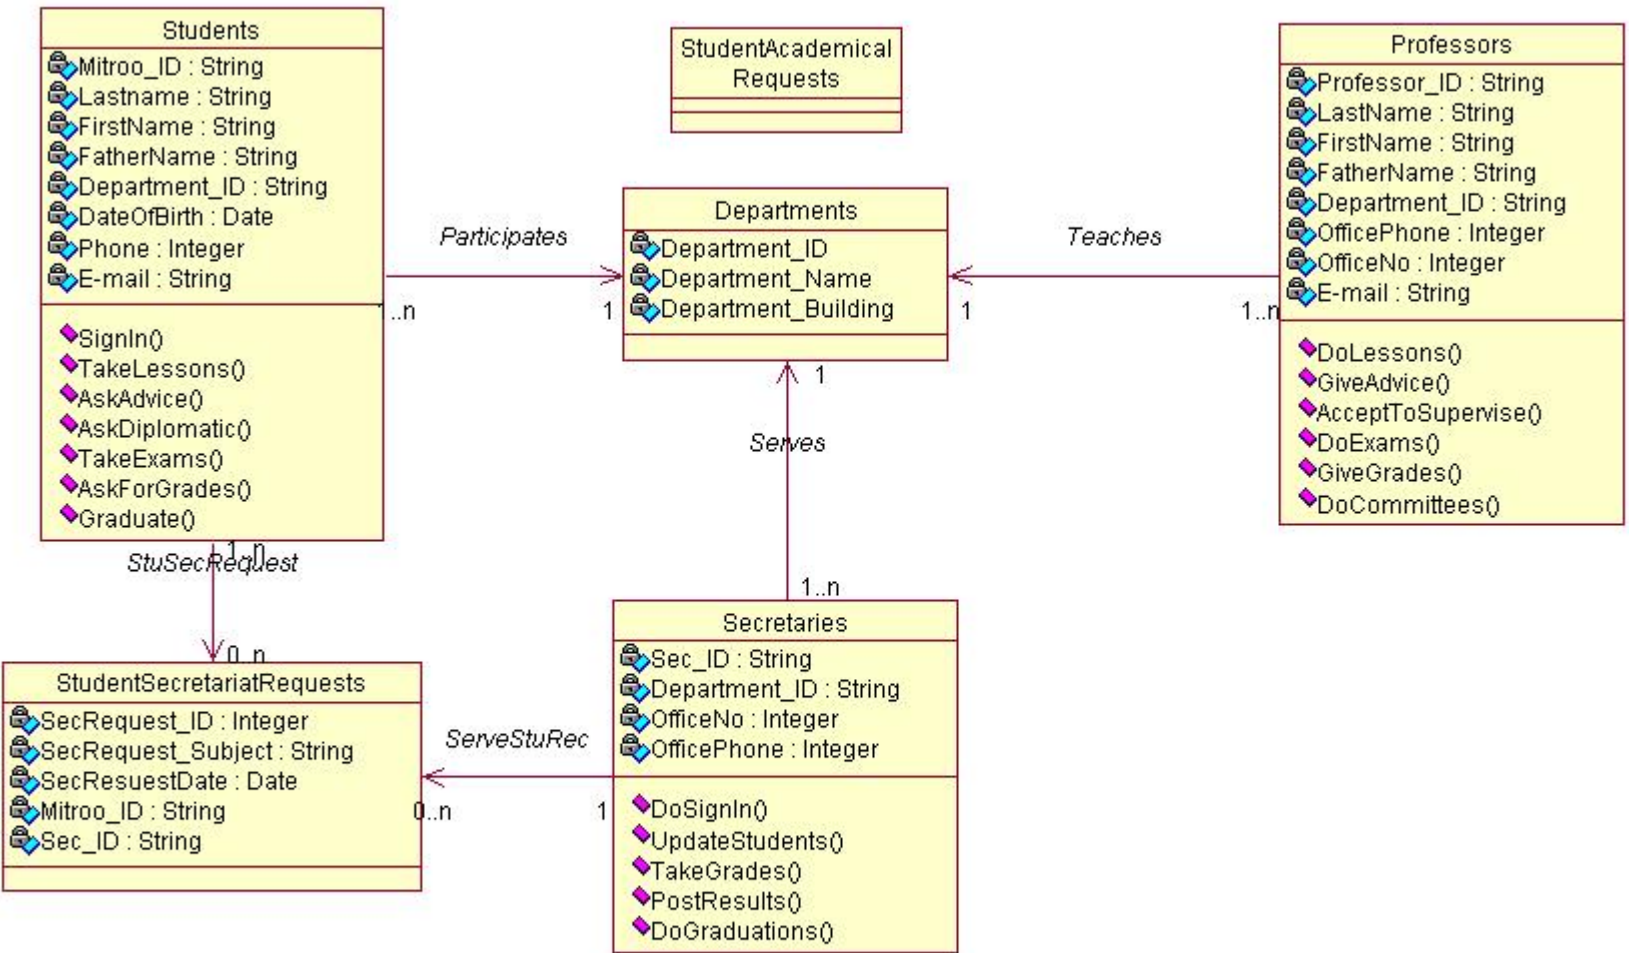 Students
Mitroo_ID : String
Lastname : String
FirstName : String
FatherName : String
Department_ID : String
DateOfBirth : Date
Phone : Integer
E-mail : String
SignIn()
TakeLessons()
AskAdvice()
AskDiplomatic()
TakeExams()
AskForGrades()
Graduate()
StudentAcademical
Requests
Professors
Professor_ID : String
LastName : String
FirstName : String
FatherName : String
Department_ID : String
OfficePhone : Integer
OfficeNo : Integer
E-mail : String
DoLessons()
GiveAdvice()
AcceptToSupervise()
DoExams()
GiveGrades()
DoCommittees()
Participates
1..n
1
Departments
Department_ID
Department_Name
Department_Building
Teaches
1
1..n
1
Serves
1..n
1..n
StuSecRequest
0..n
StudentSecretariatRequests
SecRequest_ID : Integer
SecRequest_Subject : String
SecResuestDate : Date
Mitroo_ID : String
Sec_ID : String
ServeStuRec
0..n
1
Secretaries
Sec_ID : String
Department_ID : String
OfficeNo : Integer
OfficePhone : Integer
DoSignIn()
UpdateStudents()
TakeGrades()
PostResults()
DoGraduations()